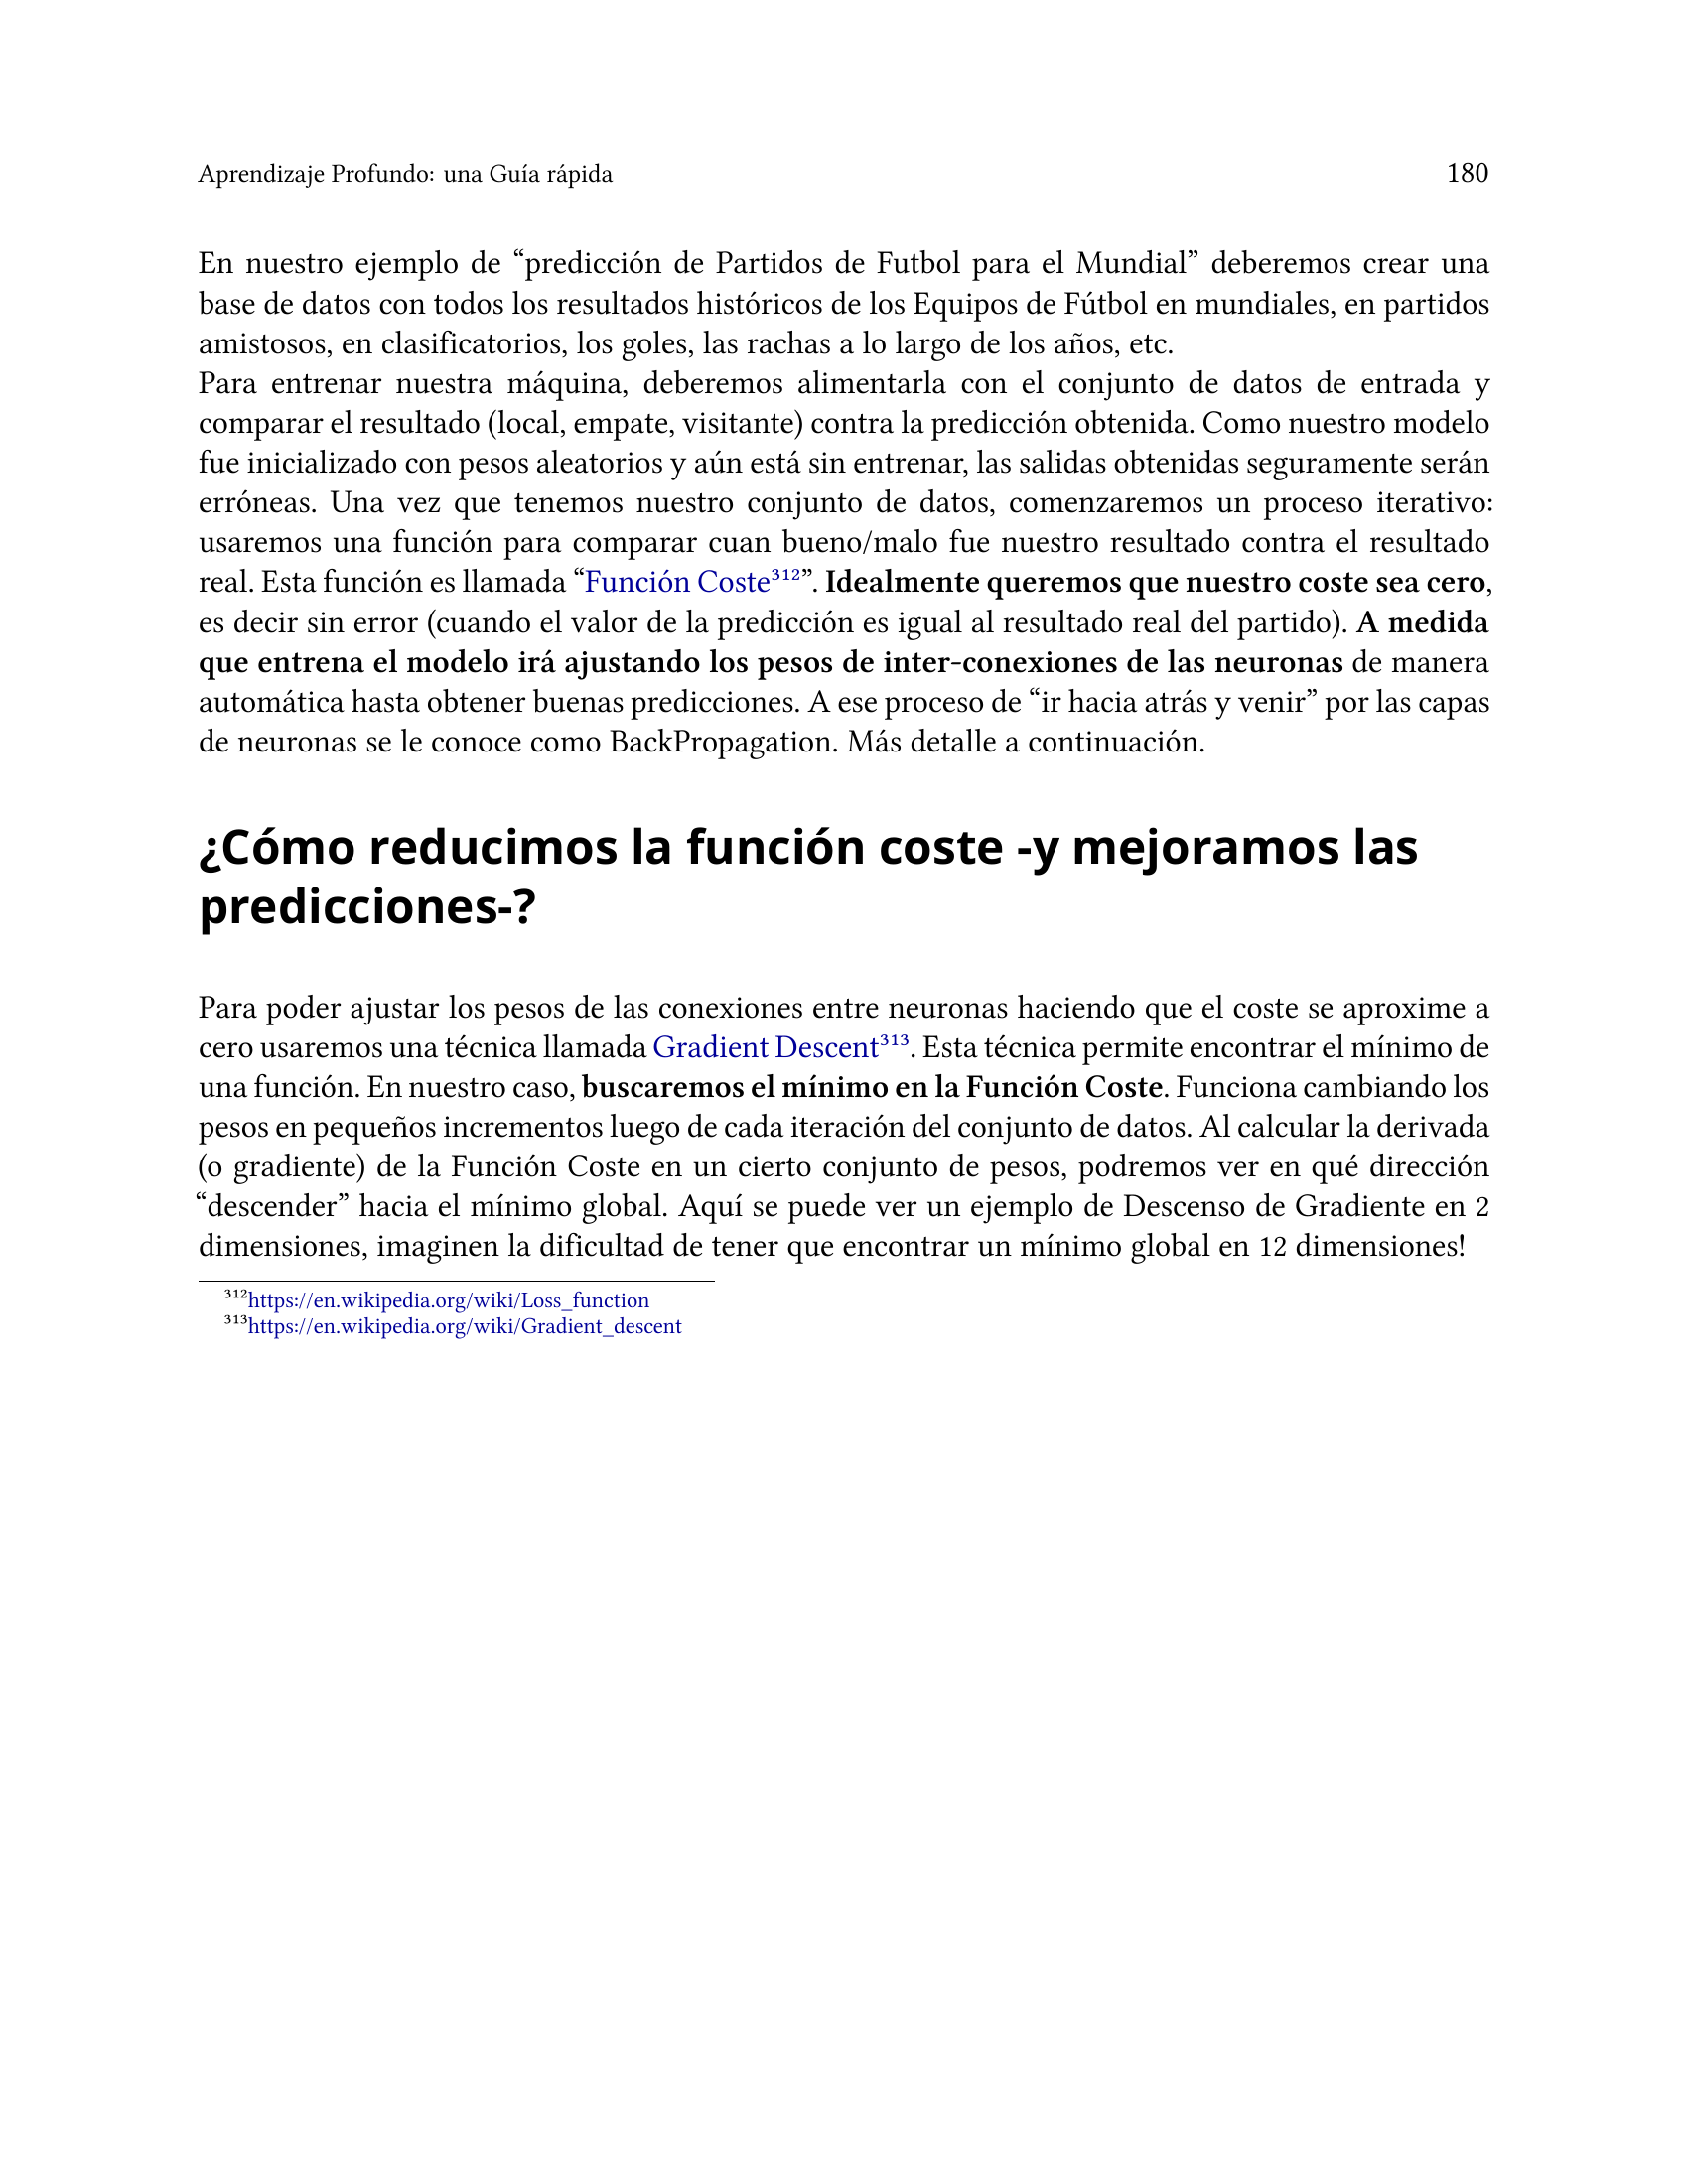 Aprendizaje Profundo: una Guía rápida 180
En nuestro ejemplo de “predicción de Partidos de Futbol para el Mundial” deberemos crear una
base de datos con todos los resultados históricos de los Equipos de Fútbol en mundiales, en partidos
amistosos, en clasificatorios, los goles, las rachas a lo largo de los años, etc.
Para entrenar nuestra máquina, deberemos alimentarla con el conjunto de datos de entrada y
comparar el resultado (local, empate, visitante) contra la predicción obtenida. Como nuestro modelo
fue inicializado con pesos aleatorios y aún está sin entrenar, las salidas obtenidas seguramente serán
erróneas. Una vez que tenemos nuestro conjunto de datos, comenzaremos un proceso iterativo:
usaremos una función para comparar cuan bueno/malo fue nuestro resultado contra el resultado
real. Esta función es llamada “Función Coste³¹²”. Idealmente queremos que nuestro coste sea cero,
es decir sin error (cuando el valor de la predicción es igual al resultado real del partido). A medida
que entrena el modelo irá ajustando los pesos de inter-conexiones de las neuronas de manera
automática hasta obtener buenas predicciones. A ese proceso de “ir hacia atrás y venir” por las capas
de neuronas se le conoce como BackPropagation. Más detalle a continuación.
¿Cómo reducimos la función coste -y mejoramos las
predicciones-?
Para poder ajustar los pesos de las conexiones entre neuronas haciendo que el coste se aproxime a
cero usaremos una técnica llamada Gradient Descent³¹³. Esta técnica permite encontrar el mínimo de
una función. En nuestro caso, buscaremos el mínimo en la Función Coste. Funciona cambiando los
pesos en pequeños incrementos luego de cada iteración del conjunto de datos. Al calcular la derivada
(o gradiente) de la Función Coste en un cierto conjunto de pesos, podremos ver en qué dirección
“descender” hacia el mínimo global. Aquí se puede ver un ejemplo de Descenso de Gradiente en 2
dimensiones, imaginen la dificultad de tener que encontrar un mínimo global en 12 dimensiones!
³¹²https://en.wikipedia.org/wiki/Loss_function
³¹³https://en.wikipedia.org/wiki/Gradient_descent